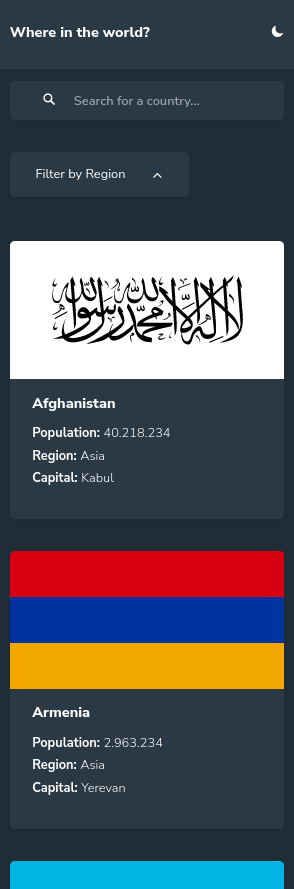 Where in the world?
Search for a country...
Filter by Region
لا إله إلا الله محمد رسول الله
Afghanistan
Population: 40.218.234
Region: Asia
Capital: Kabul
Armenia
Population: 2.963.234
Region: Asia
Capital: Yerevan